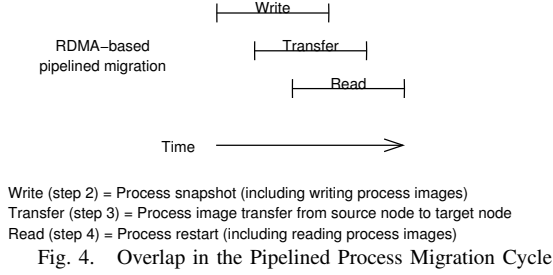 Write
RDMA−based
pipelined migration
Transfer
Read
Time
Write (step 2) = Process snapshot (including writing process images)
Transfer (step 3) = Process image transfer from source node to target node
Read (step 4) = Process restart (including reading process images)
Fig. 4. Overlap in the Pipelined Process Migration Cycle